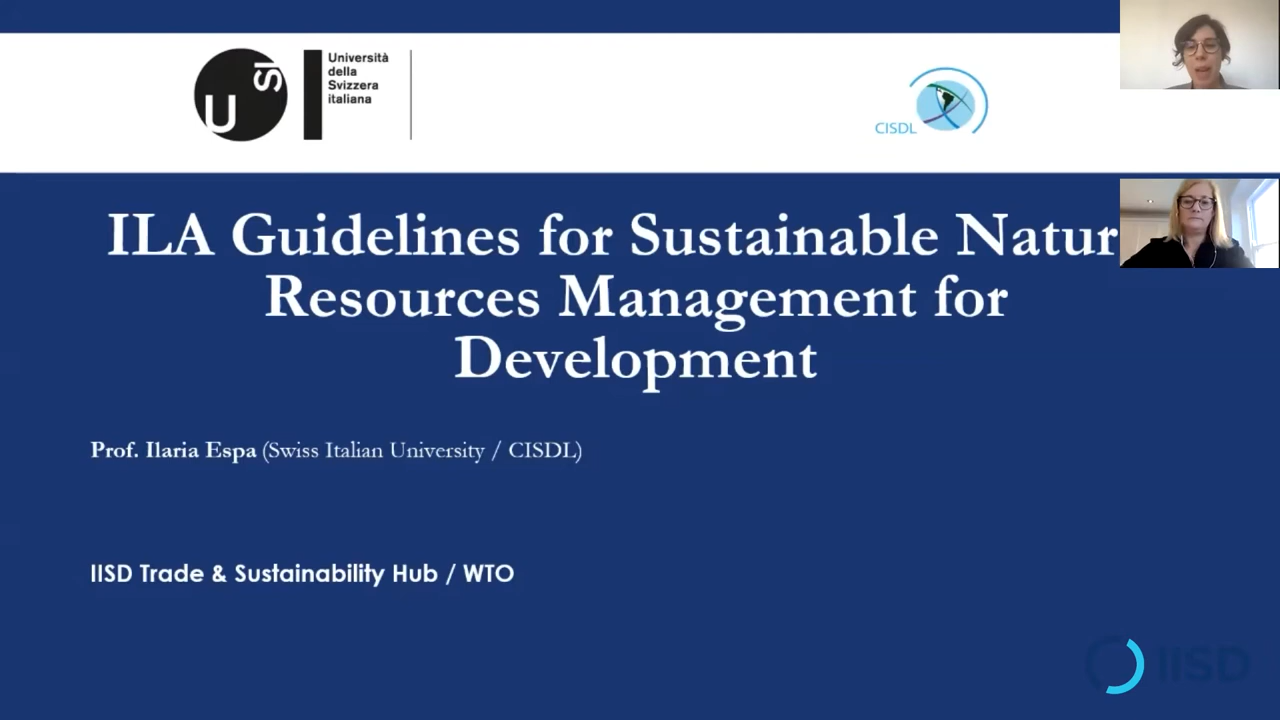 USI
Università
della
Svizzera
italiana
CISDL
ILA Guidelines for Sustainable Natur
Resources Management for
Development
Prof. Ilaria Espa (Swiss Italian University / CISDL)
IISD Trade & Sustainability Hub / WTO
IISD